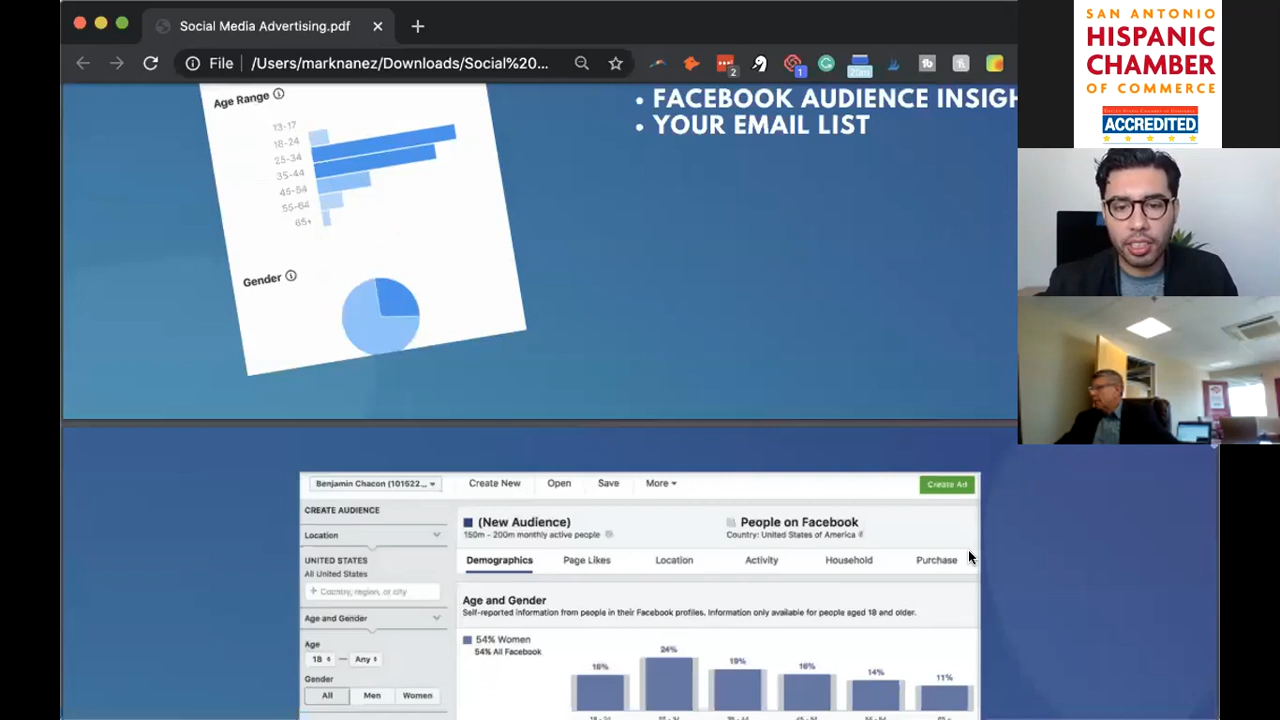 Social Media Advertising.pdf
File /Users/marknanez/Downloads/Social%20...
2
1
SAN ANTONIO
HISPANIC
CHAMBER
OF COMMERCE
ACCREDITED
Age Range
13-17
18-24
25-34
35-44
45-54
55-64
65+
Gender
• FACEBOOK AUDIENCE INSIGH
• YOUR EMAIL LIST
Benjamin Chacon (101522...
Create New Open Save More
Create Ad
CREATE AUDIENCE
Location
UNITED STATES
All United States
+ Country, region, or city
Age and Gender
Age
18 — Any
Gender
All Men Women
(New Audience)
150m - 200m monthly active people
People on Facebook
Country: United States of America
Demographics Page Likes Location Activity Household Purchase
Age and Gender
Self-reported information from people in their Facebook profiles. Information only available for people aged 18 and older.
54% Women
54% All Facebook
16% 24% 19% 16% 14% 11%